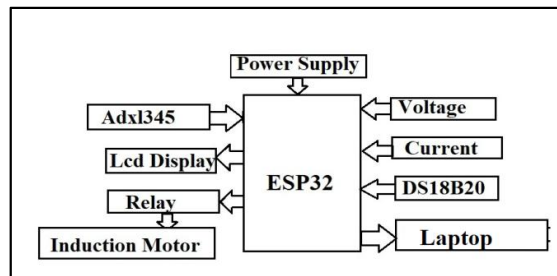 Power Supply
Adxl345
Voltage
Lcd Display
Current
ESP32
Relay
DS18B20
Induction Motor
Laptop